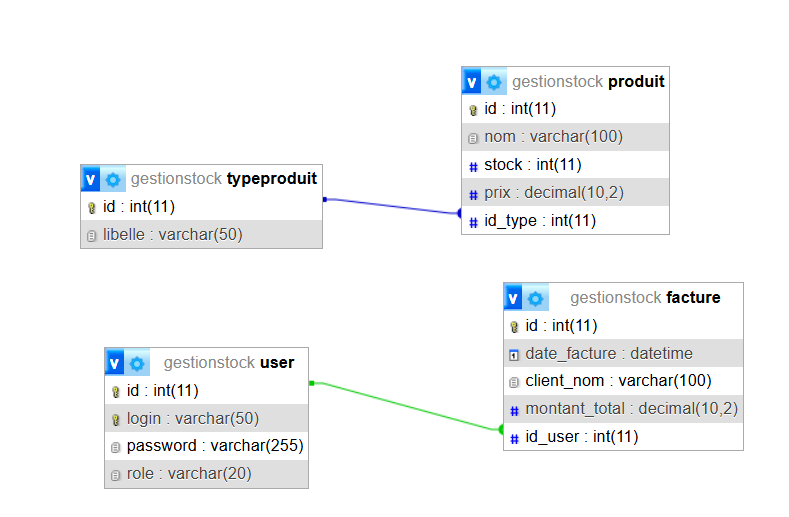 gestionstock produit
id : int(11)
nom : varchar(100)
stock : int(11)
prix : decimal(10,2)
id_type : int(11)
gestionstock typeproduit
id : int(11)
libelle : varchar(50)
gestionstock facture
id : int(11)
date_facture : datetime
client_nom : varchar(100)
montant_total : decimal(10,2)
id_user : int(11)
gestionstock user
id : int(11)
login : varchar(50)
password : varchar(255)
role : varchar(20)